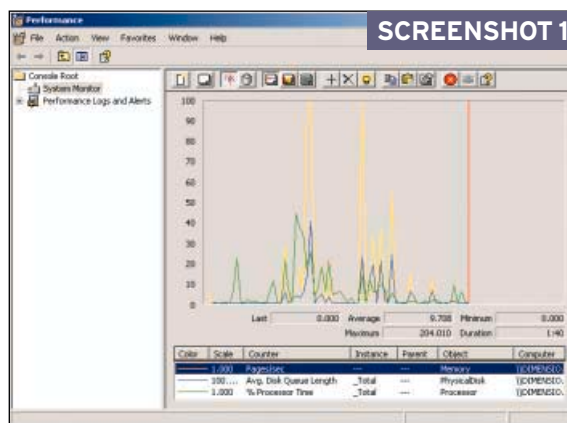 Performance
SCREENSHOT 1
File Action View Favorites Window Help
Console Root
System Monitor
Performance Logs and Alerts
100
90
80
70
60
50
40
30
20
10
0
Last 0.000 Average 9.708 Minimum 0.000
Maximum 204.010 Duration 1:40
Color Scale Counter Instance Parent Object Computer
1.000 Pages/sec --- --- Memory \\DIMENSIO...
100.... Avg. Disk Queue Length _Total --- PhysicalDisk \\DIMENSIO...
1.000 % Processor Time _Total --- Processor \\DIMENSIO...